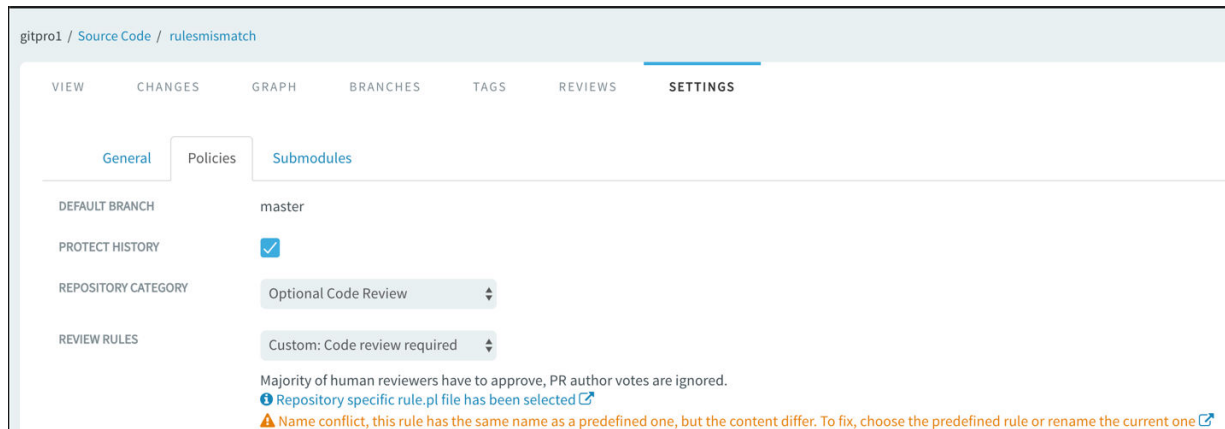 gitpro1 / Source Code / rulesmismatch
VIEW CHANGES GRAPH BRANCHES TAGS REVIEWS SETTINGS
General Policies Submodules
DEFAULT BRANCH master
PROTECT HISTORY
REPOSITORY CATEGORY Optional Code Review
REVIEW RULES Custom: Code review required
Majority of human reviewers have to approve, PR author votes are ignored.
Repository specific rule.pl file has been selected
Name conflict, this rule has the same name as a predefined one, but the content differ. To fix, choose the predefined rule or rename the current one